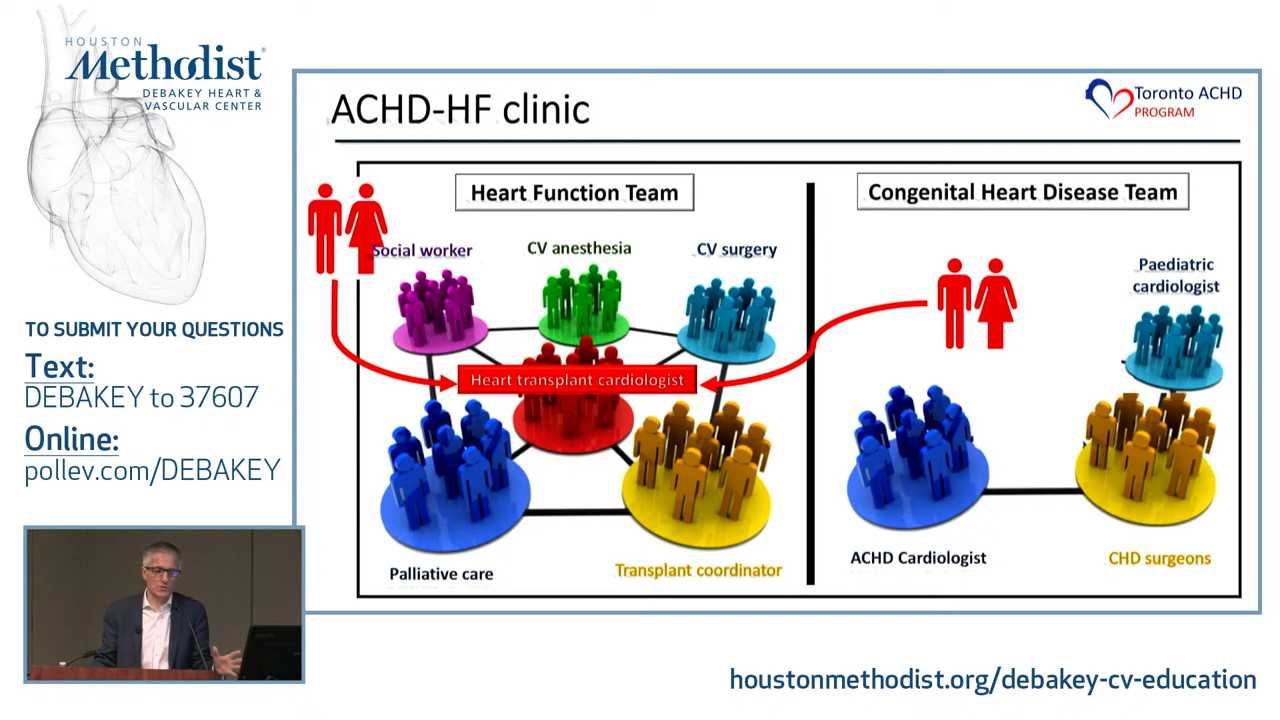 HOUSTON
Methodist®
DEBAKEY HEART &
VASCULAR CENTER
TO SUBMIT YOUR QUESTIONS
Text:
DEBAKEY to 37607
Online:
pollev.com/DEBAKEY
ACHD-HF clinic
Toronto ACHD
PROGRAM
Heart Function Team
Social worker
CV anesthesia
CV surgery
Heart transplant cardiologist
Palliative care
Transplant coordinator
Congenital Heart Disease Team
Paediatric
cardiologist
ACHD Cardiologist
CHD surgeons
houstonmethodist.org/debakey-cv-education